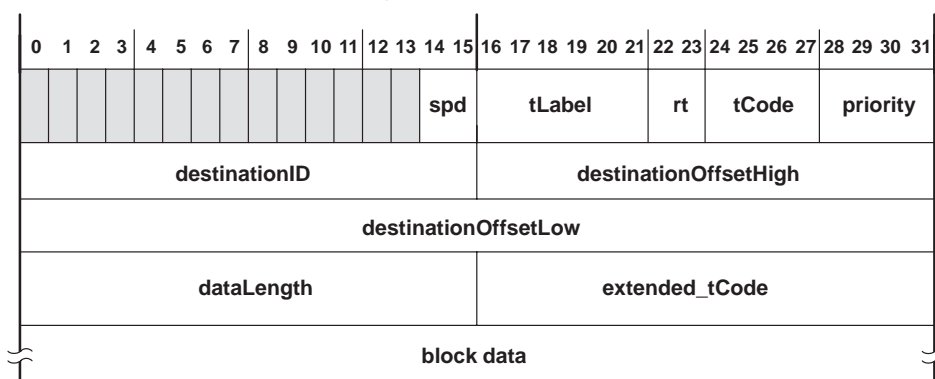 0 1 2 3 4 5 6 7 8 9 10 11 12 13 14 15 16 17 18 19 20 21 22 23 24 25 26 27 28 29 30 31
spd tLabel rt tCode priority
destinationID destinationOffsetHigh
destinationOffsetLow
dataLength extended_tCode
block data